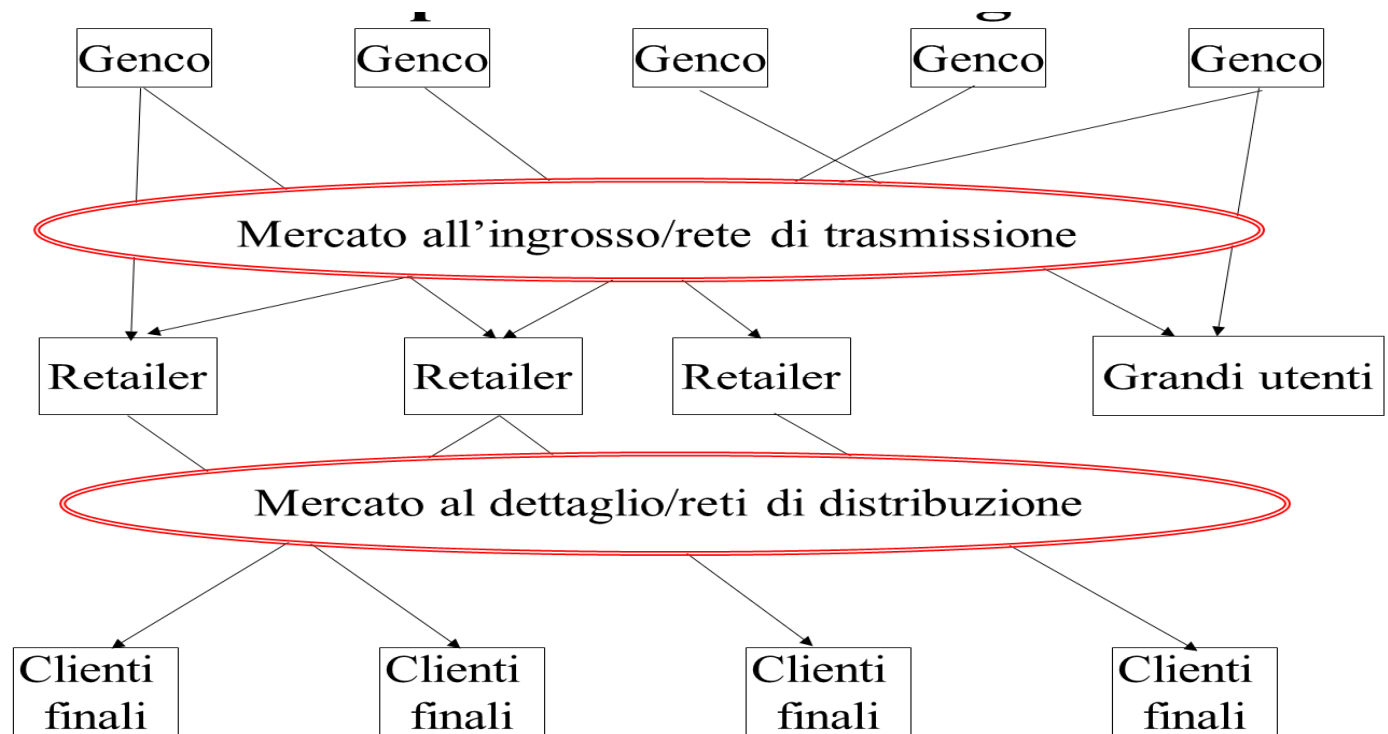 Genco Genco Genco Genco Genco
Mercato all'ingrosso/rete di trasmissione
Retailer Retailer Retailer Grandi utenti
Mercato al dettaglio/reti di distribuzione
Clienti Clienti Clienti Clienti
finali finali finali finali